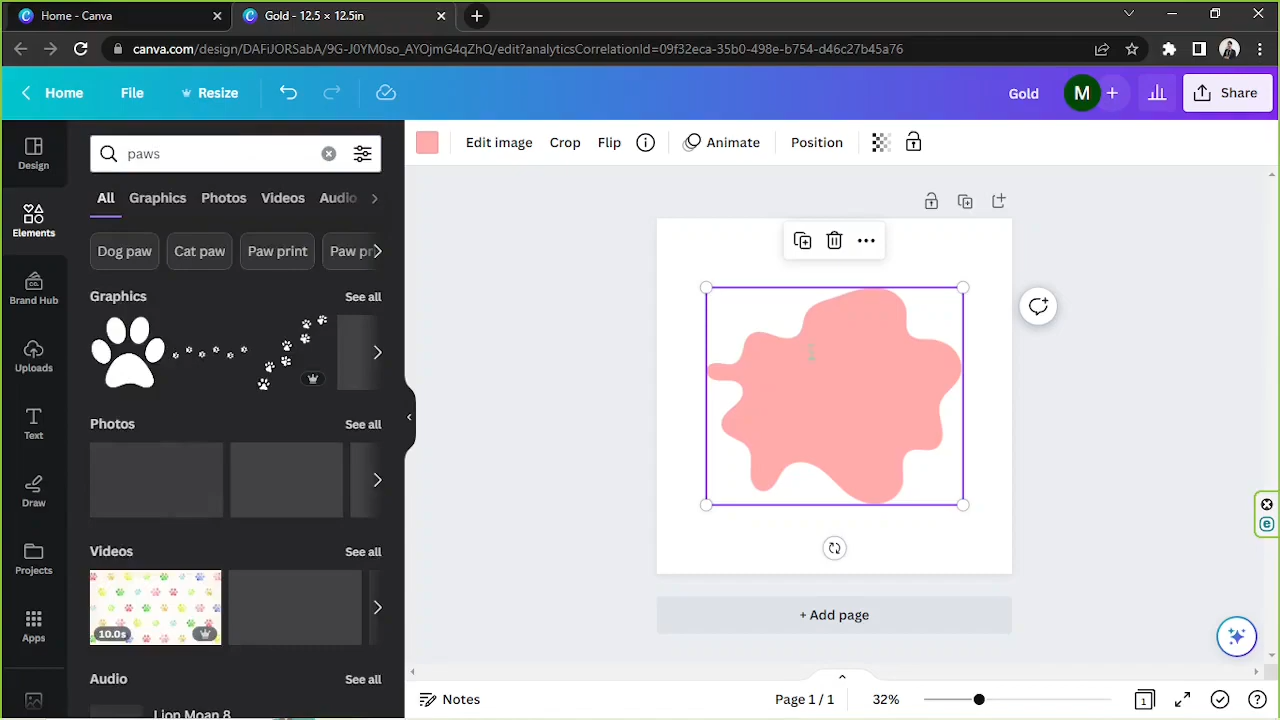 Home - Canva
Gold - 12.5 × 12.5in
canva.com/design/DAFiJORSabA/9G-J0YM0so_AYOjmG4qZhQ/edit?analyticsCorrelationId=09f32eca-35b0-498e-b754-d46c27b45a76
Home
File
Resize
Gold
M
Share
Design
Elements
Brand Hub
Uploads
Text
Draw
Projects
Apps
paws
All
Graphics
Photos
Videos
Audio
Dog paw
Cat paw
Paw print
Paw pri
Graphics
See all
Photos
See all
Videos
See all
10.0s
Audio
See all
Lion Moan 8
Edit image
Crop
Flip
Animate
Position
+ Add page
Notes
Page 1 / 1
32%
1